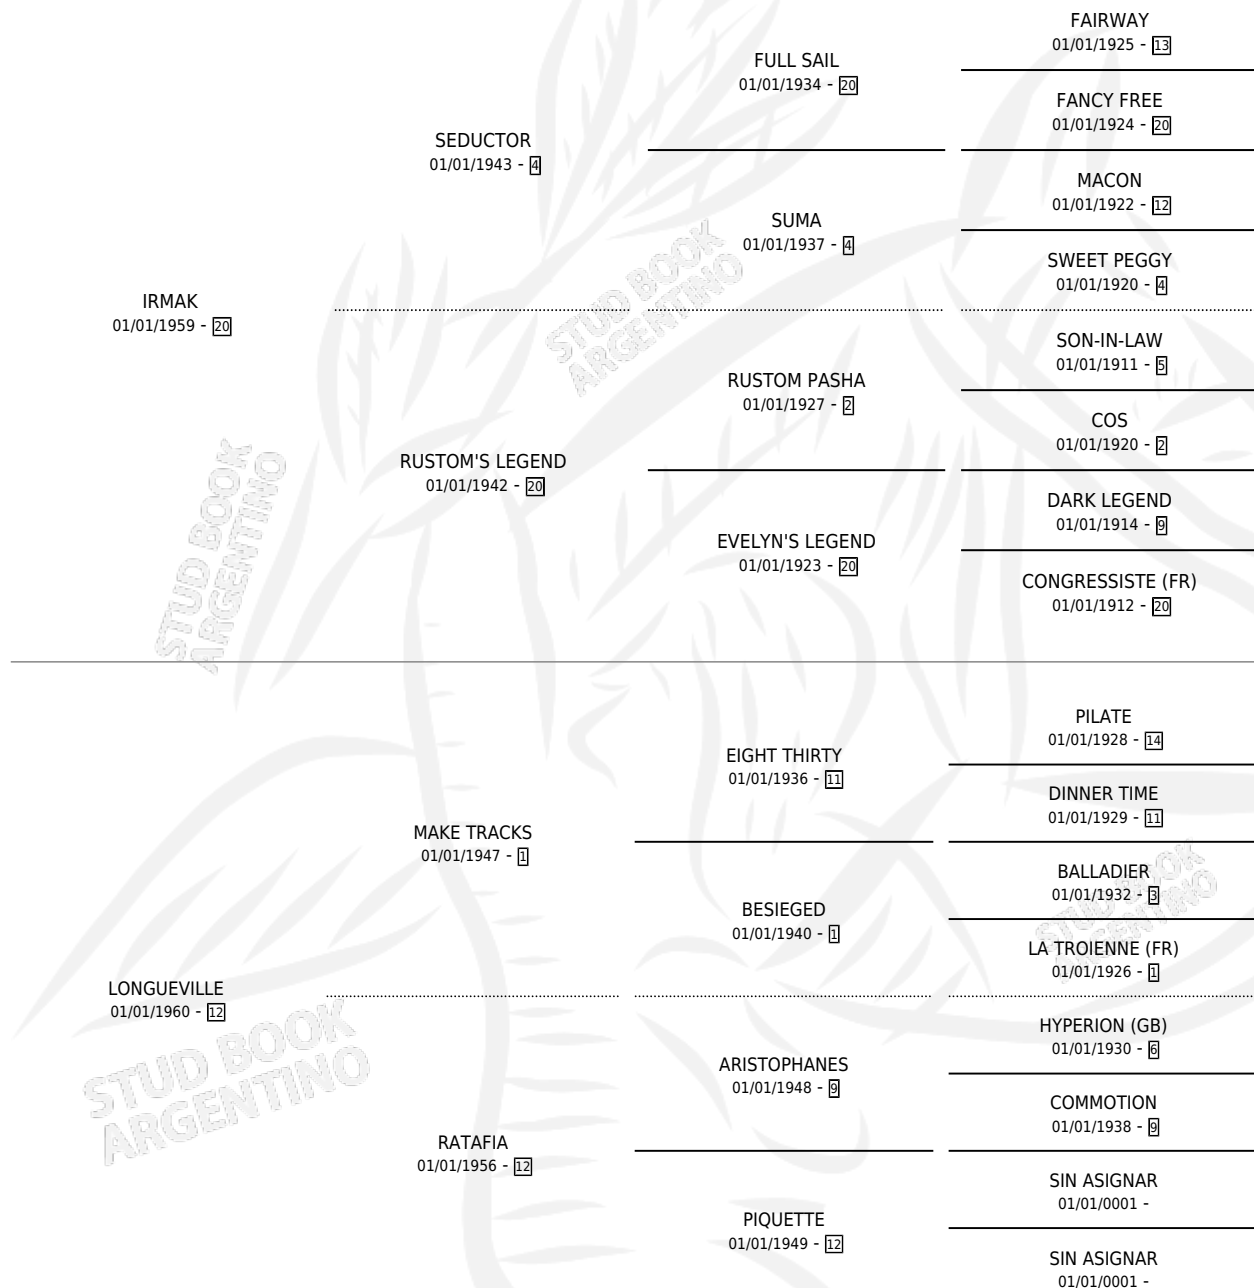 FAIRWAY
01/01/1925 - 13
FULL SAIL
01/01/1934 - 20
FANCY FREE
01/01/1924 - 20
SEDUCTOR
01/01/1943 - 4
MACON
01/01/1922 - 12
SUMA
01/01/1937 - 4
SWEET PEGGY
01/01/1920 - 4
IRMAK
01/01/1959 - 20
SON-IN-LAW
01/01/1911 - 5
RUSTOM PASHA
01/01/1927 - 2
COS
01/01/1920 - 2
RUSTOM'S LEGEND
01/01/1942 - 20
DARK LEGEND
01/01/1914 - 9
EVELYN'S LEGEND
01/01/1923 - 20
CONGRESSISTE (FR)
01/01/1912 - 20
PILATE
01/01/1928 - 14
EIGHT THIRTY
01/01/1936 - 11
DINNER TIME
01/01/1929 - 11
MAKE TRACKS
01/01/1947 - 1
BALLADIER
01/01/1932 - 3
BESIEGED
01/01/1940 - 1
LA TROIENNE (FR)
01/01/1926 - 1
LONGUEVILLE
01/01/1960 - 12
HYPERION (GB)
01/01/1930 - 6
ARISTOPHANES
01/01/1948 - 9
COMMOTION
01/01/1938 - 9
RATAFIA
01/01/1956 - 12
SIN ASIGNAR
01/01/0001 -
PIQUETTE
01/01/1949 - 12
SIN ASIGNAR
01/01/0001 -
STUD BOOK
ARGENTINO
STUD BOOK
ARGENTINO
STUD BOOK
ARGENTINO
STUD BOOK
ARGENTINO